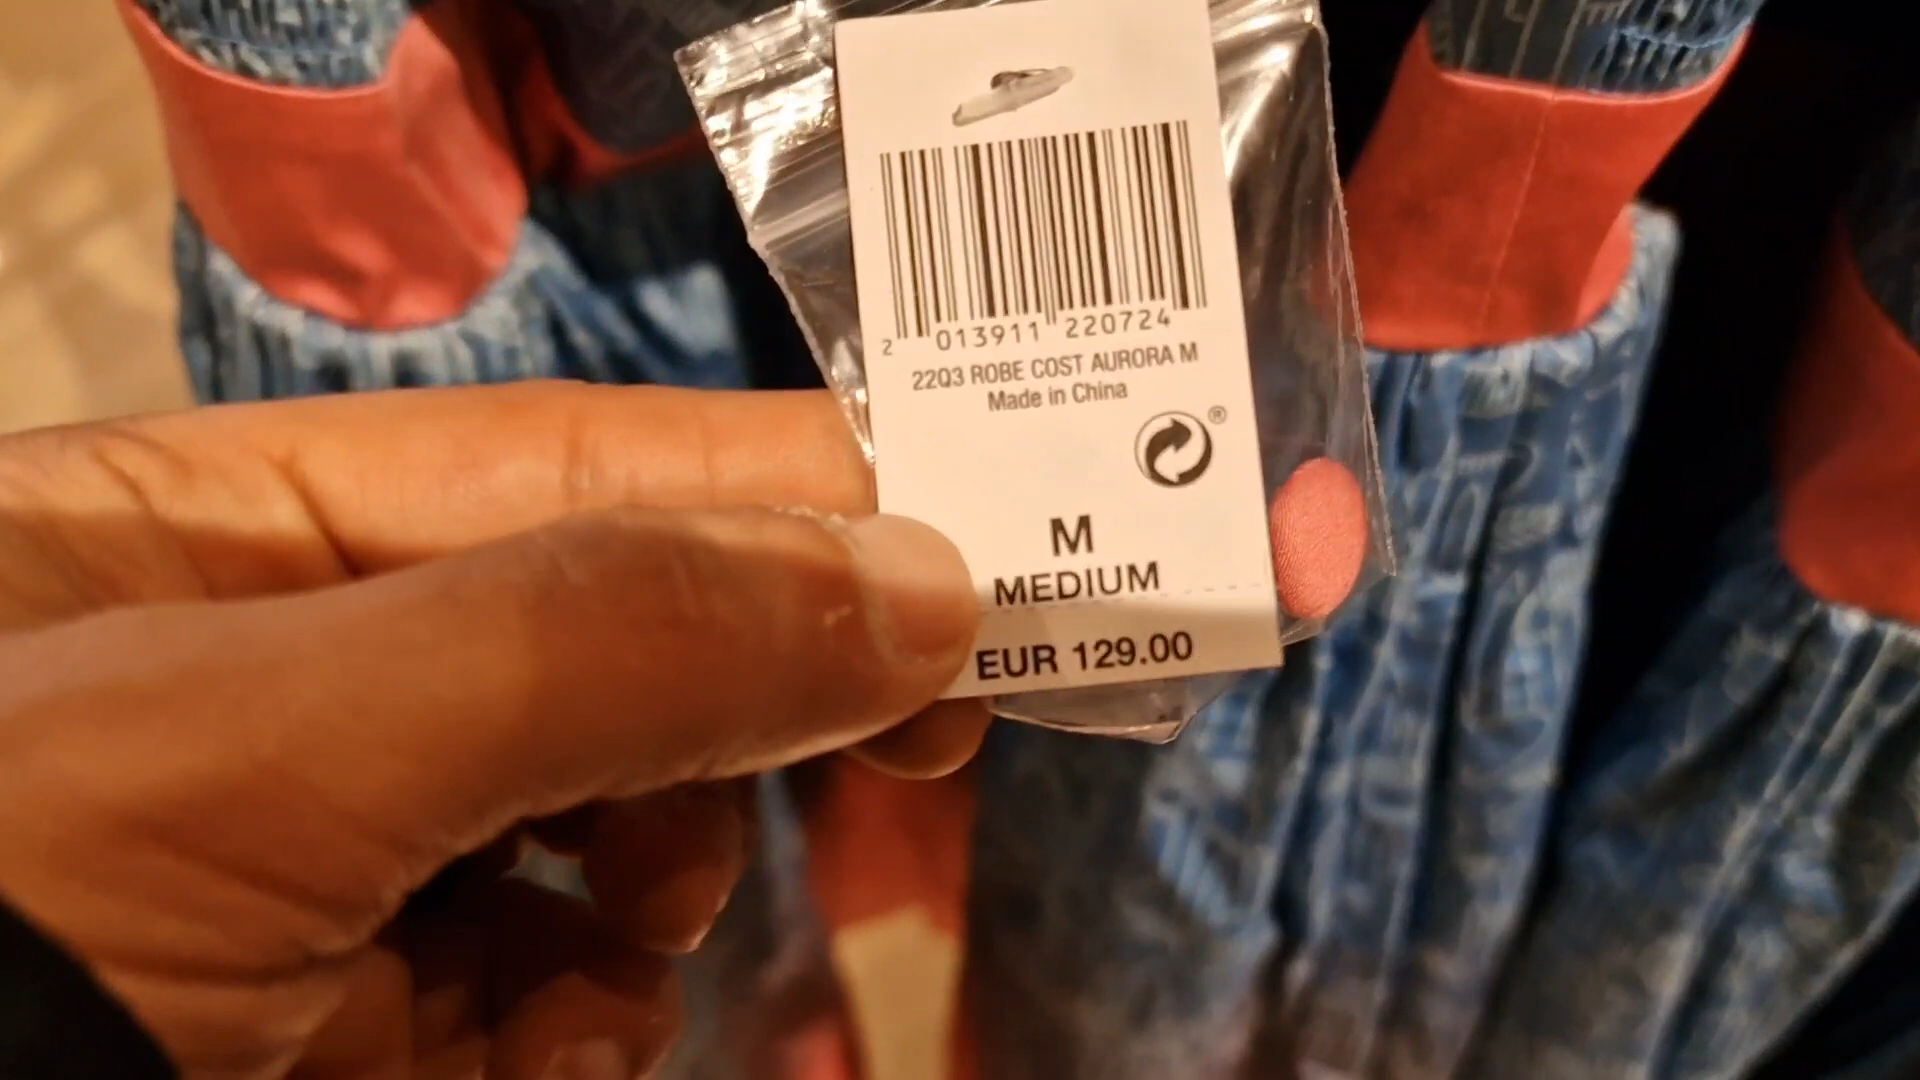 2 013911 220724
22Q3 ROBE COST AURORA M
Made in China
®
M
MEDIUM
EUR 129.00